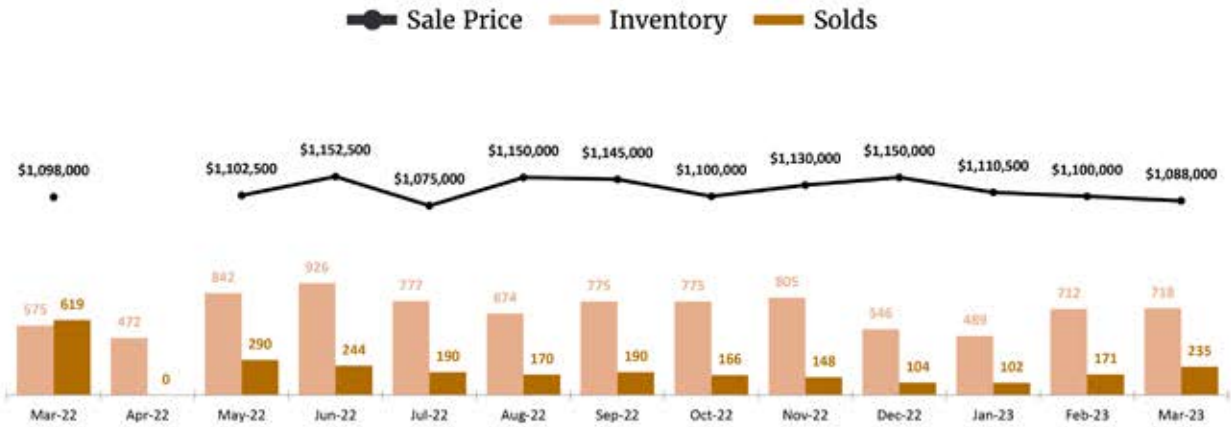 Sale Price Inventory Solds
$1,098,000 $1,102,500 $1,152,500 $1,075,000 $1,150,000 $1,145,000 $1,100,000 $1,130,000 $1,150,000 $1,110,500 $1,100,000 $1,088,000
575 472 842 926 777 674 775 775 805 546 489 712 718
619 0 290 244 190 170 190 166 148 104 102 171 235
Mar-22 Apr-22 May-22 Jun-22 Jul-22 Aug-22 Sep-22 Oct-22 Nov-22 Dec-22 Jan-23 Feb-23 Mar-23